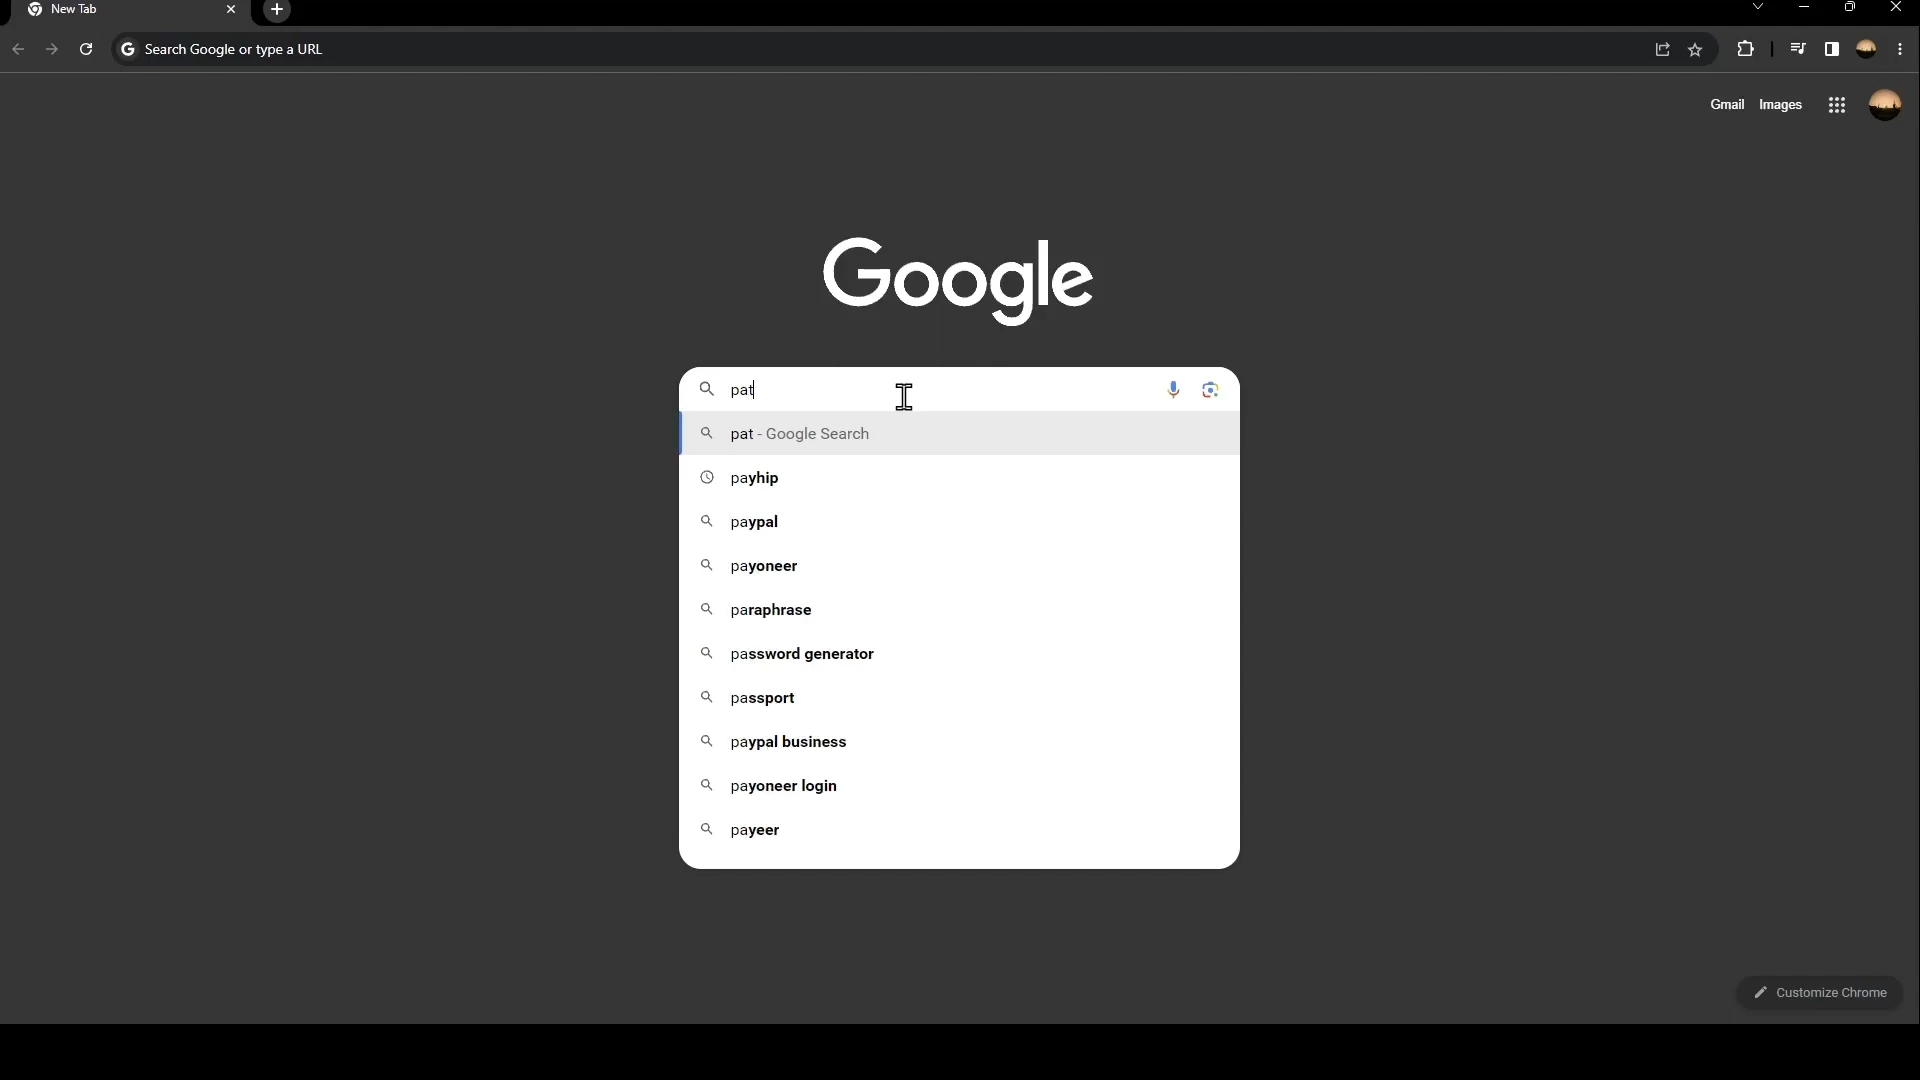 New Tab
Search Google or type a URL
Gmail Images
Google
pat
pat - Google Search
payhip
paypal
payoneer
paraphrase
password generator
passport
paypal business
payoneer login
payeer
Customize Chrome